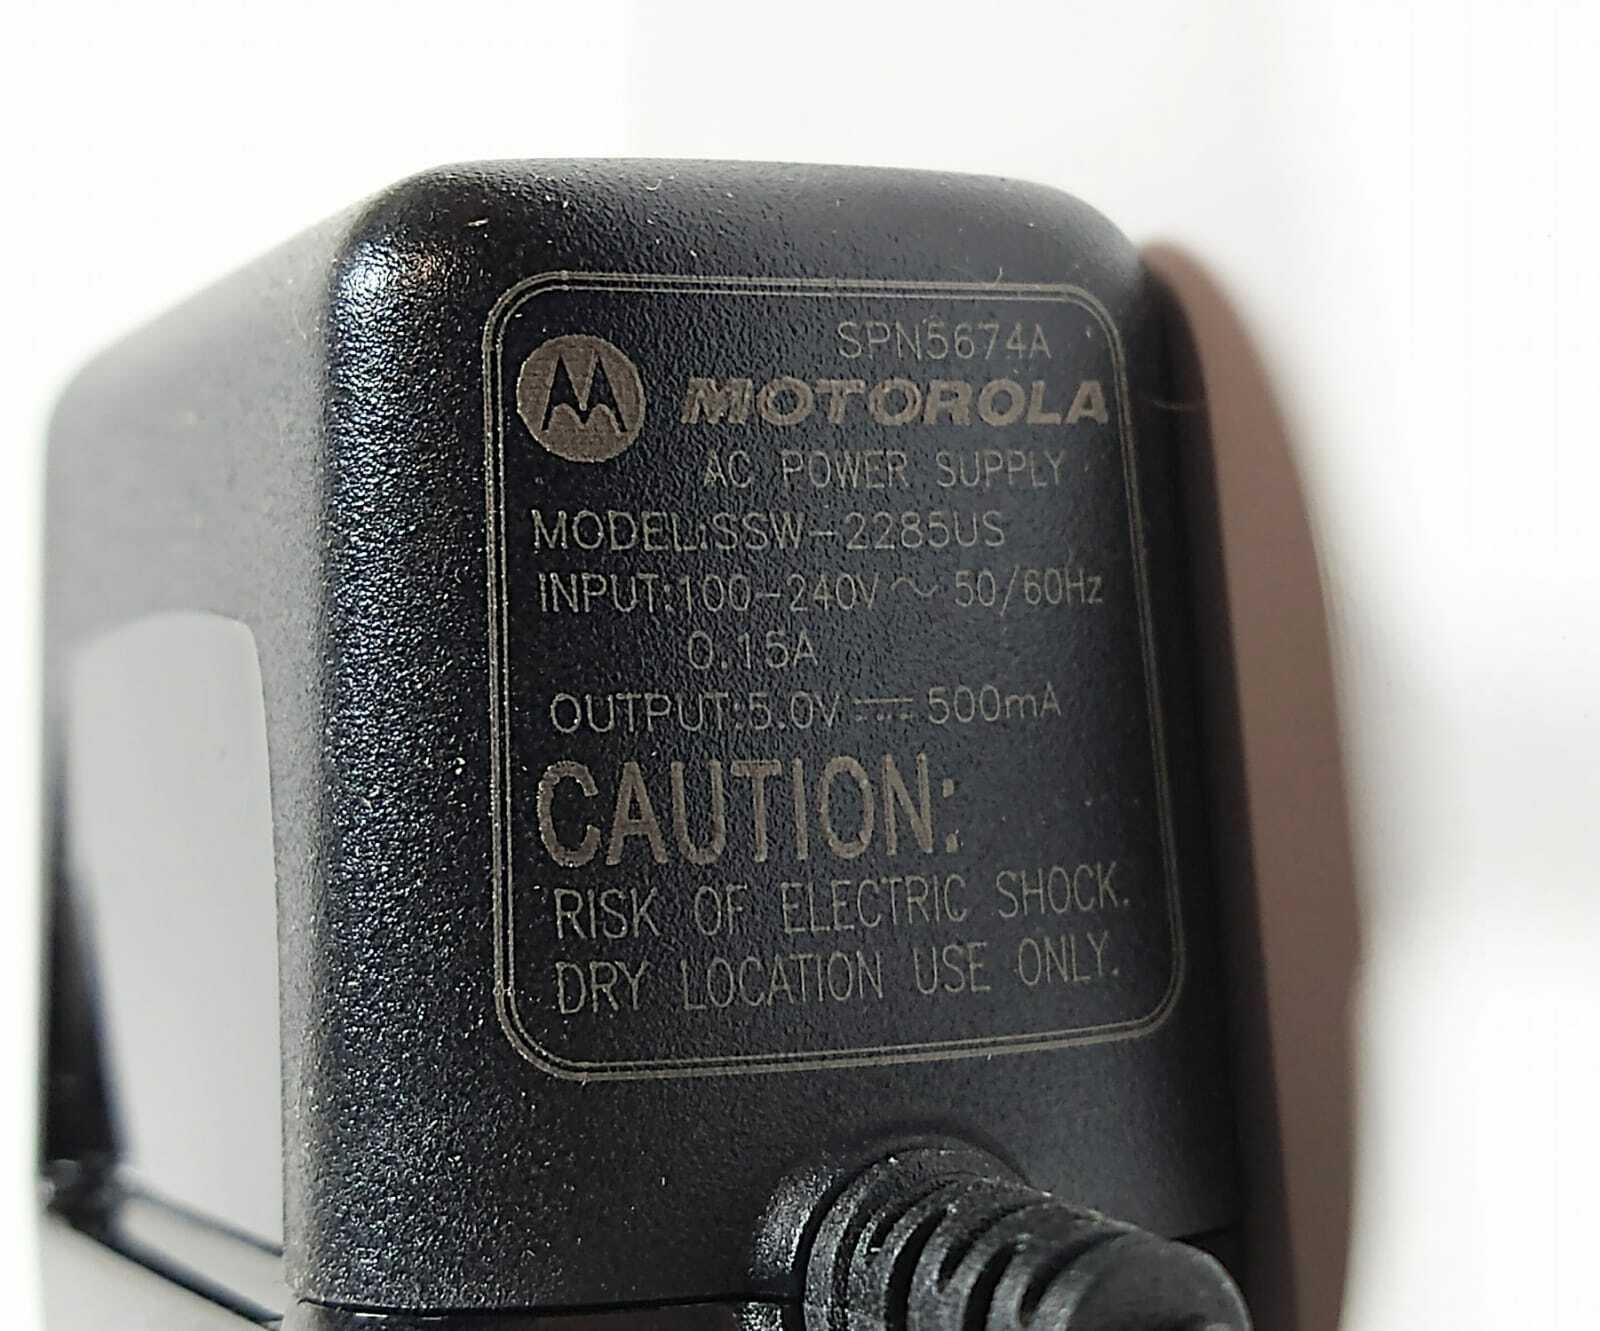 SPN5674A
MOTOROLA
AC POWER SUPPLY
MODEL:SSW-2285US
INPUT:100-240V ~ 50/60Hz
0.15A
OUTPUT:5.0V ⎓ 500mA
CAUTION:
RISK OF ELECTRIC SHOCK.
DRY LOCATION USE ONLY.